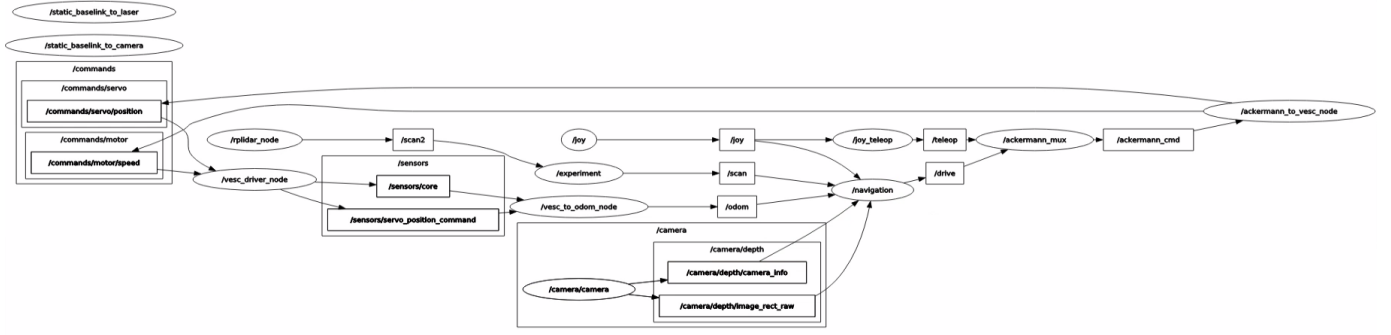 /static_baselink_to_laser
/static_baselink_to_camera
/commands
/commands/servo
/commands/servo/position
/commands/motor
/commands/motor/speed
/rplidar_node
/scan2
/joy
/joy
/joy_teleop
/teleop
/ackermann_mux
/ackermann_cmd
/ackermann_to_vesc_node
/vesc_driver_node
/sensors
/sensors/core
/sensors/servo_position_command
/experiment
/scan
/navigation
/drive
/vesc_to_odom_node
/odom
/camera
/camera/depth
/camera/depth/camera_info
/camera/camera
/camera/depth/image_rect_raw